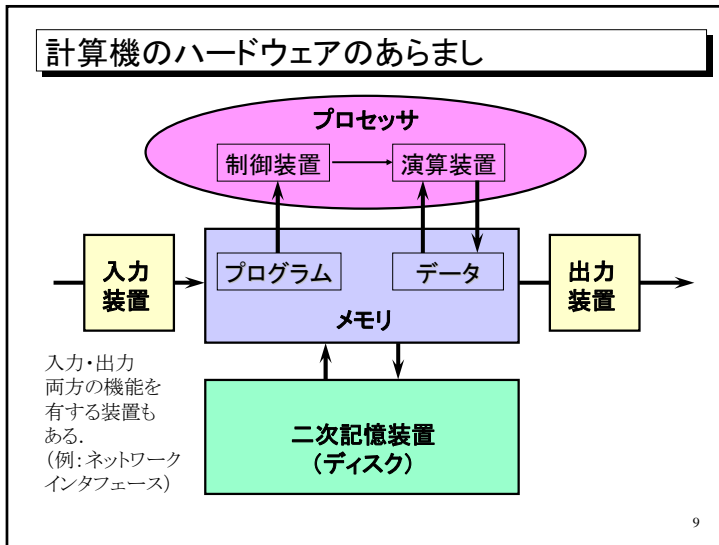 計算機のハードウェアのあらまし
プロセッサ
制御装置
演算装置
入力
装置
プログラム
データ
メモリ
出力
装置
入力・出力
両方の機能を
有する装置も
ある.
(例:ネットワーク
インタフェース)
二次記憶装置
(ディスク)
9